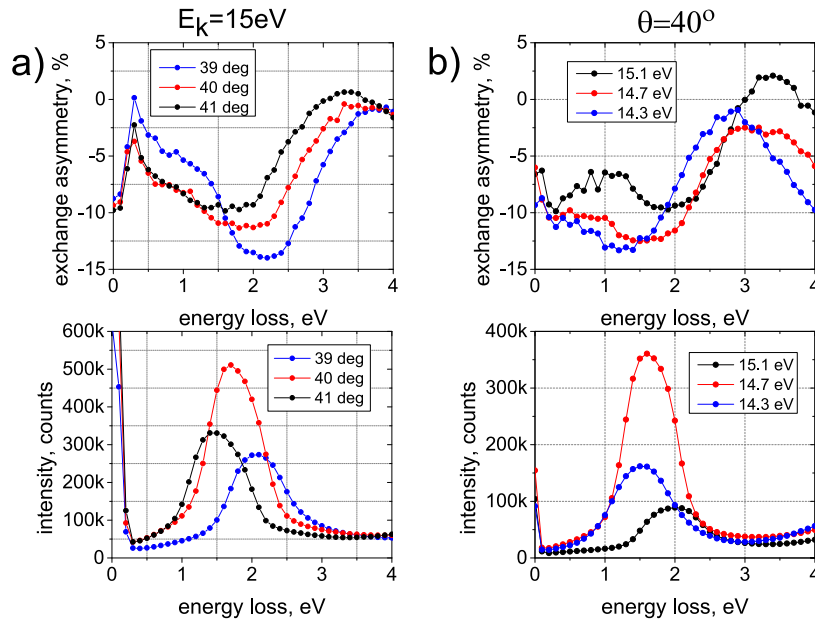 E_k=15eV
a)
exchange asymmetry, %
5
0
-5
-10
-15
39 deg
40 deg
41 deg
0 1 2 3 4
energy loss, eV
intensity, counts
600k
500k
400k
300k
200k
100k
0
39 deg
40 deg
41 deg
0 1 2 3 4
energy loss, eV
θ=40°
b)
exchange asymmetry, %
5
0
-5
-10
-15
15.1 eV
14.7 eV
14.3 eV
0 1 2 3 4
energy loss, eV
intensity, counts
400k
300k
200k
100k
0
15.1 eV
14.7 eV
14.3 eV
0 1 2 3 4
energy loss, eV